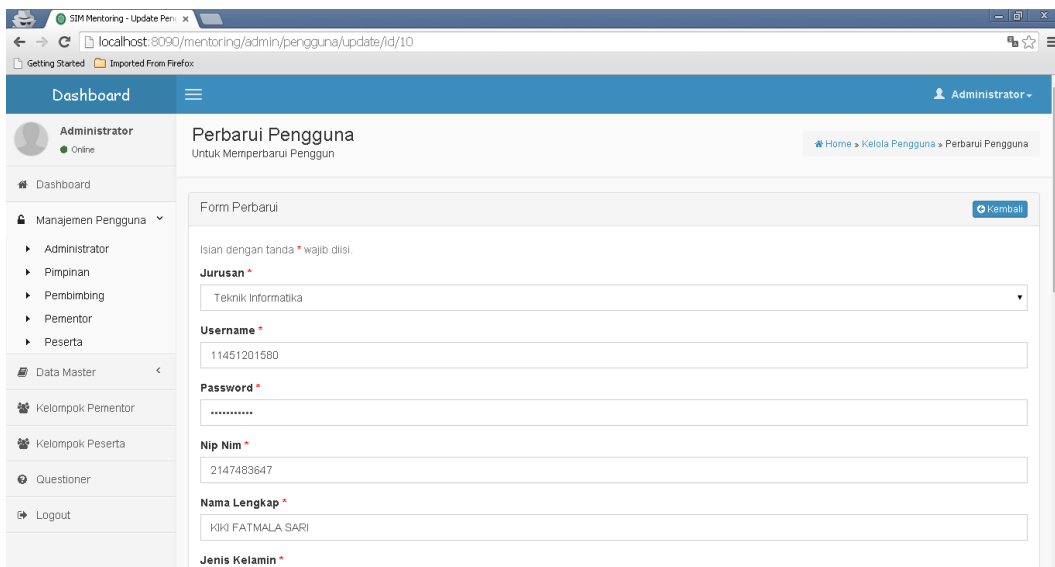 SIM Mentoring - Update Pen
localhost:8090/mentoring/admin/pengguna/update/id/10
Getting Started Imported From Firefox
Dashboard
Administrator
Administrator
Online
Perbarui Pengguna
Untuk Memperbarui Penggun
Home » Kelola Pengguna » Perbarui Pengguna
Dashboard
Manajemen Pengguna
Administrator
Pimpinan
Pembimbing
Pementor
Peserta
Data Master
Kelompok Pementor
Kelompok Peserta
Questioner
Logout
Form Perbarui
Kembali
Isian dengan tanda * wajib diisi.
Jurusan *
Teknik Informatika
Username *
11451201580
Password *
•••••••••••
Nip Nim *
2147483647
Nama Lengkap *
KIKI FATMALA SARI
Jenis Kelamin *